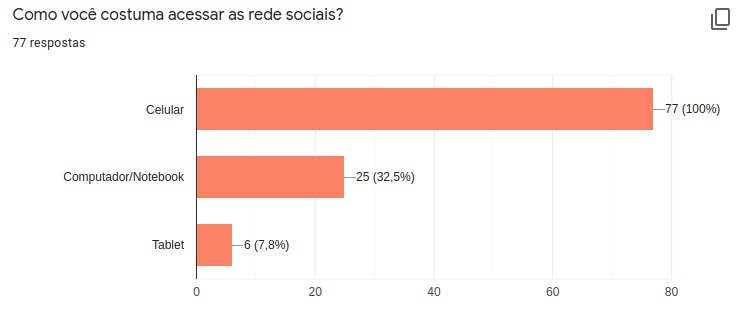 Como você costuma acessar as rede sociais?
77 respostas
Celular
77 (100%)
Computador/Notebook
25 (32,5%)
Tablet
6 (7,8%)
0 20 40 60 80